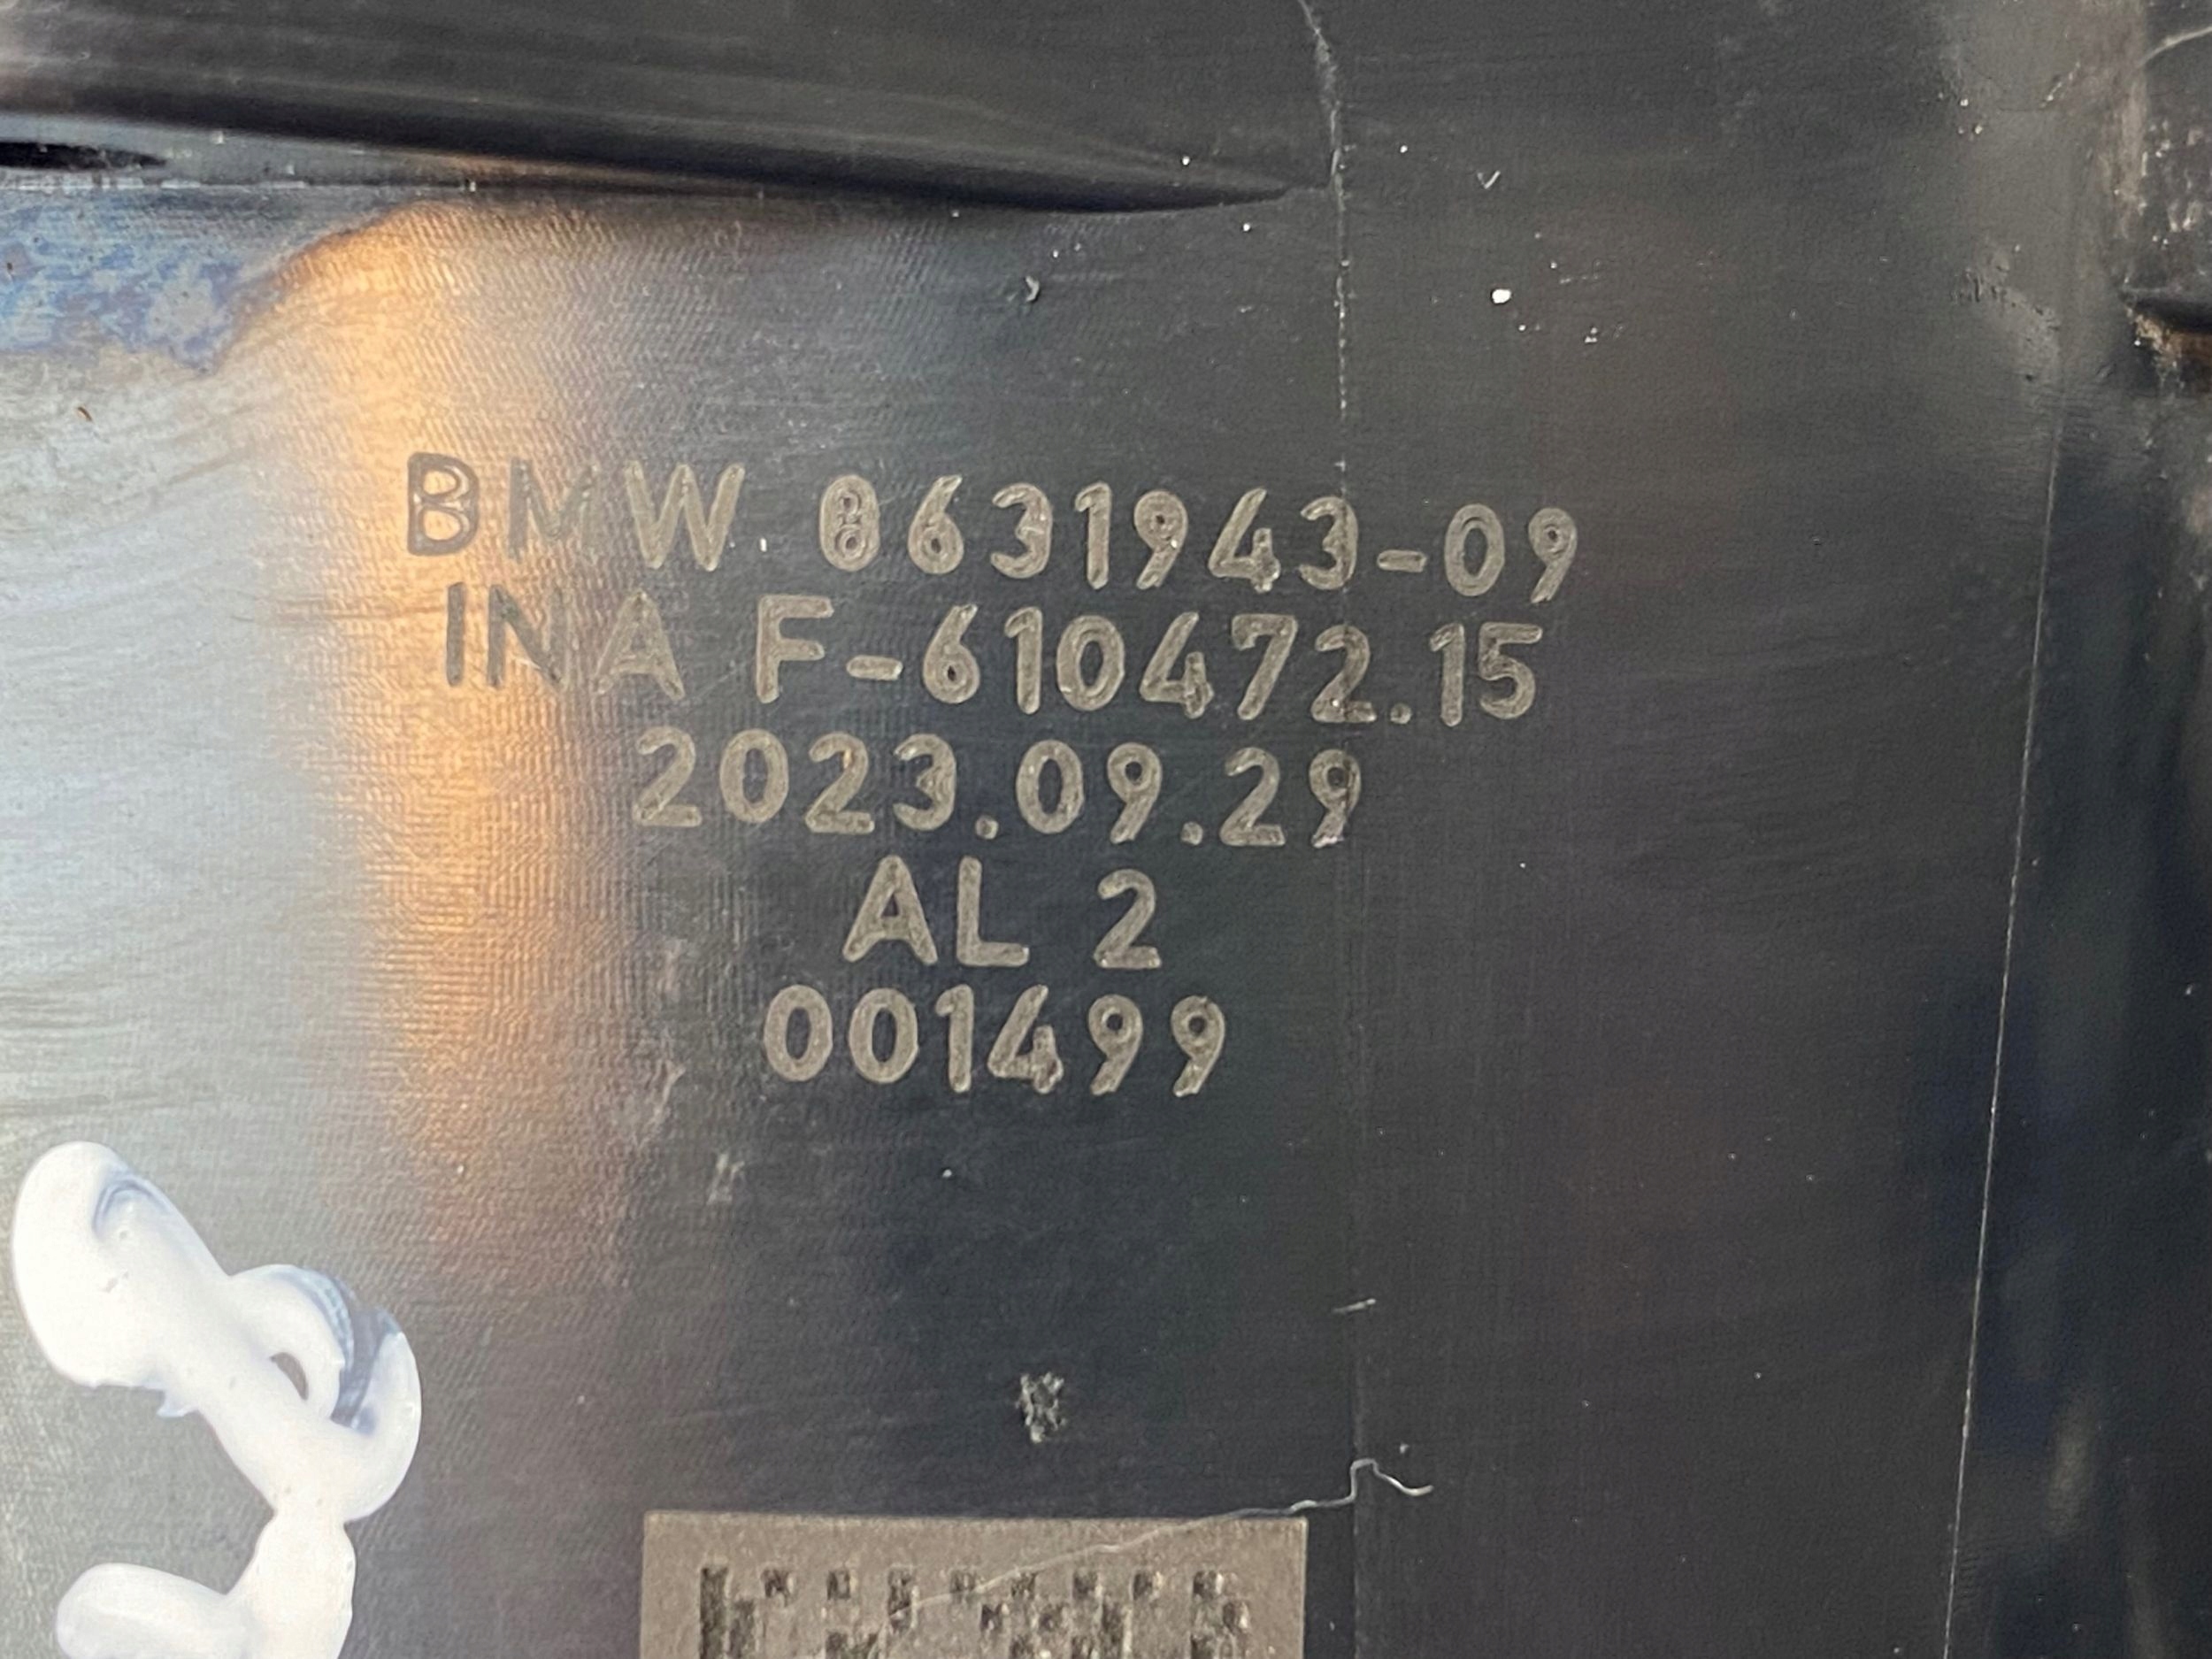 BMW 8631943-09
INA F-610472.15
2023.09.29
AL 2
001499